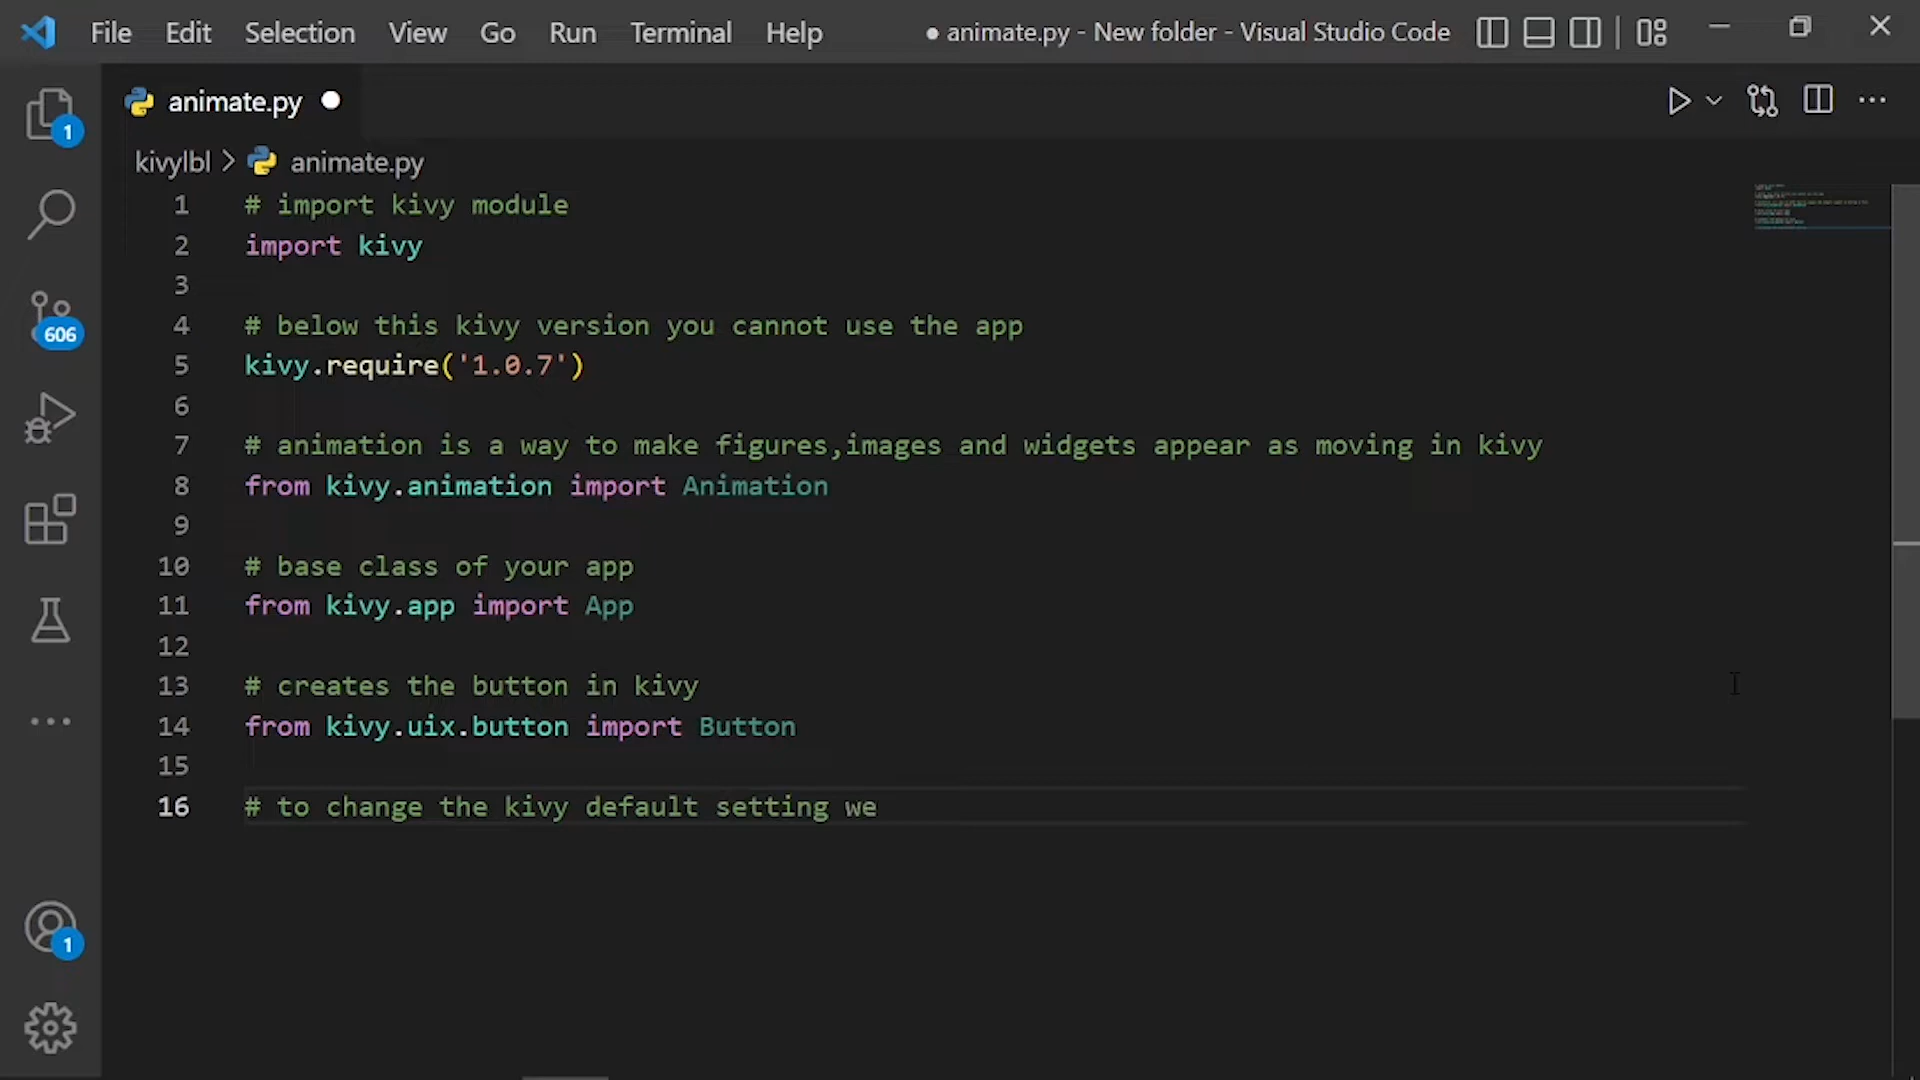 File Edit Selection View Go Run Terminal Help ● animate.py - New folder - Visual Studio Code
animate.py
kivylbl > animate.py
1 # import kivy module
2 import kivy
3
4 # below this kivy version you cannot use the app
5 kivy.require('1.0.7')
6
7 # animation is a way to make figures,images and widgets appear as moving in kivy
8 from kivy.animation import Animation
9
10 # base class of your app
11 from kivy.app import App
12
13 # creates the button in kivy
14 from kivy.uix.button import Button
15
16 # to change the kivy default setting we
1
606
1